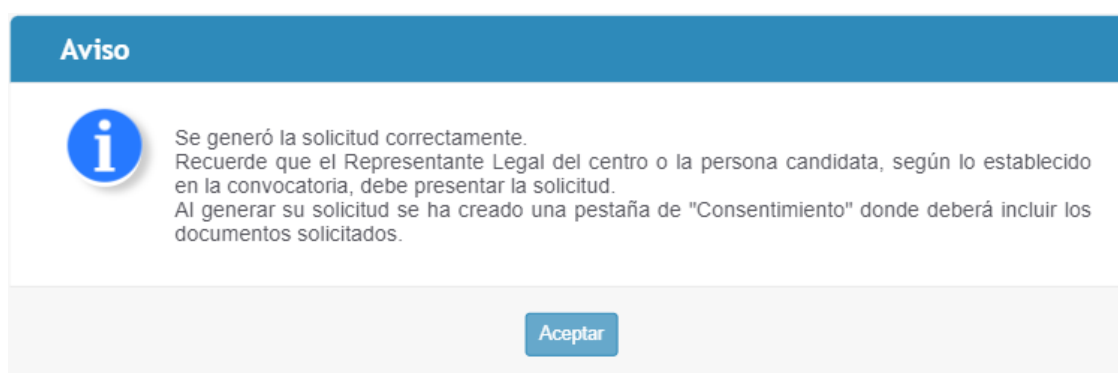 Aviso
Se generó la solicitud correctamente.
Recuerde que el Representante Legal del centro o la persona candidata, según lo establecido
en la convocatoria, debe presentar la solicitud.
Al generar su solicitud se ha creado una pestaña de "Consentimiento" donde deberá incluir los
documentos solicitados.
Aceptar